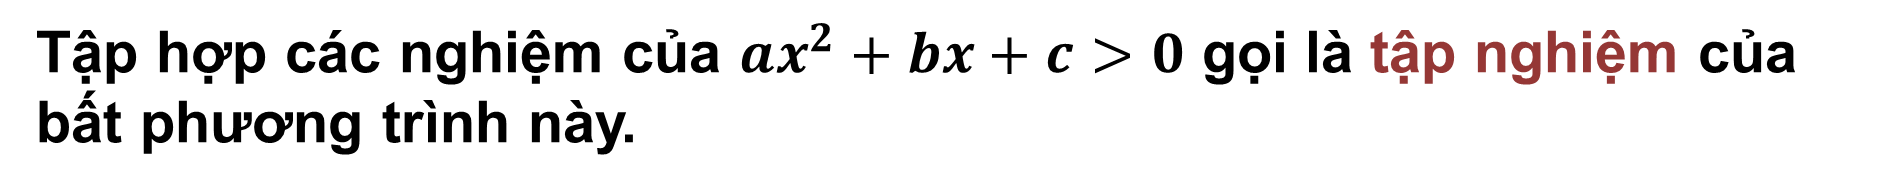 Tập hợp các nghiệm của ax² + bx + c > 0 gọi là tập nghiệm của
bất phương trình này.